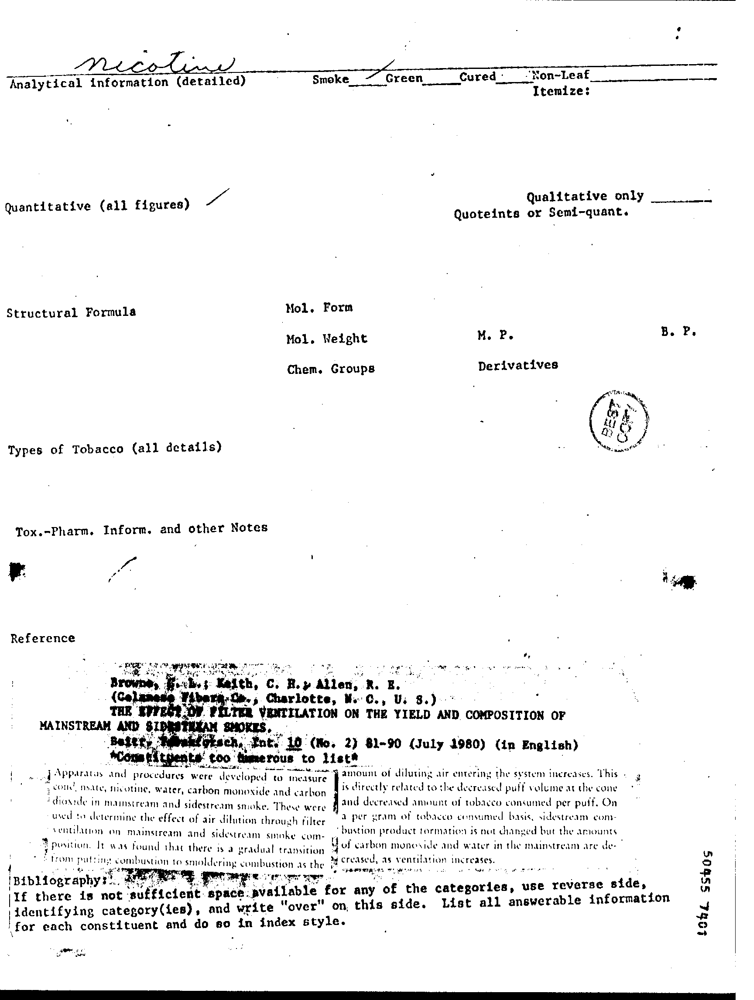 nicotine
Analytical information (detailed) Smoke Green Cured Non-Leaf
Itemize:
Quantitative (all figures) Qualitative only
Quoteints or Semi-quant.
Structural Formula Mol. Form
Mol. Weight M. P. B. P.
Chem. Groups Derivatives
BEST
COPY
Types of Tobacco (all details)
Tox.-Pharm. Inform. and other Notes
Reference
Browne, C. L.; Keith, C. H.; Allen, R. E.
(Celanese Fibers Co., Charlotte, N. C., U. S.)
THE EFFECT OF FILTER VENTILATION ON THE YIELD AND COMPOSITION OF
MAINSTREAM AND SIDESTREAM SMOKES.
Beitr. Int. 10 (No. 2) 81-90 (July 1980) (in English)
*Constituents too numerous to list*
Apparatus and procedures were developed to measure
condensate, nicotine, water, carbon monoxide and carbon
dioxide in mainstream and sidestream smoke. These were
used to determine the effect of air dilution through filter
ventilation on mainstream and sidestream smoke com-
position. It was found that there is a gradual transition
from puffing combustion to smoldering combustion as the
amount of diluting air entering the system increases. This
is directly related to the decreased puff volume at the cone
and decreased amount of tobacco consumed per puff. On
a per gram of tobacco consumed basis, sidestream com-
bustion product formation is not changed but the amounts
of carbon monoxide and water in the mainstream are de-
creased, as ventilation increases.
Bibliography:
If there is not sufficient space available for any of the categories, use reverse side,
identifying category(ies), and write "over" on this side. List all answerable information
for each constituent and do so in index style.
50455 7401